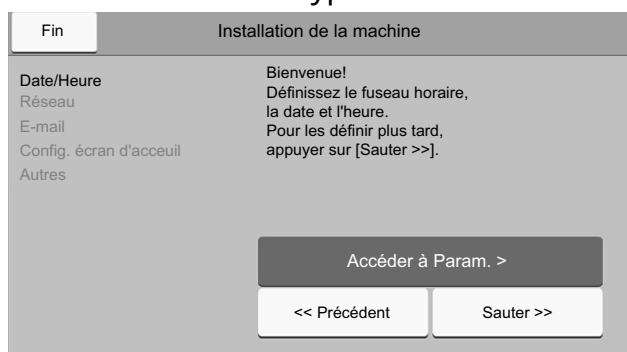 Fin
Installation de la machine
Date/Heure
Réseau
E-mail
Config. écran d'acceuil
Autres
Bienvenue!
Définissez le fuseau horaire,
la date et l'heure.
Pour les définir plus tard,
appuyer sur [Sauter >>].
Accéder à Param. >
<< Précédent
Sauter >>